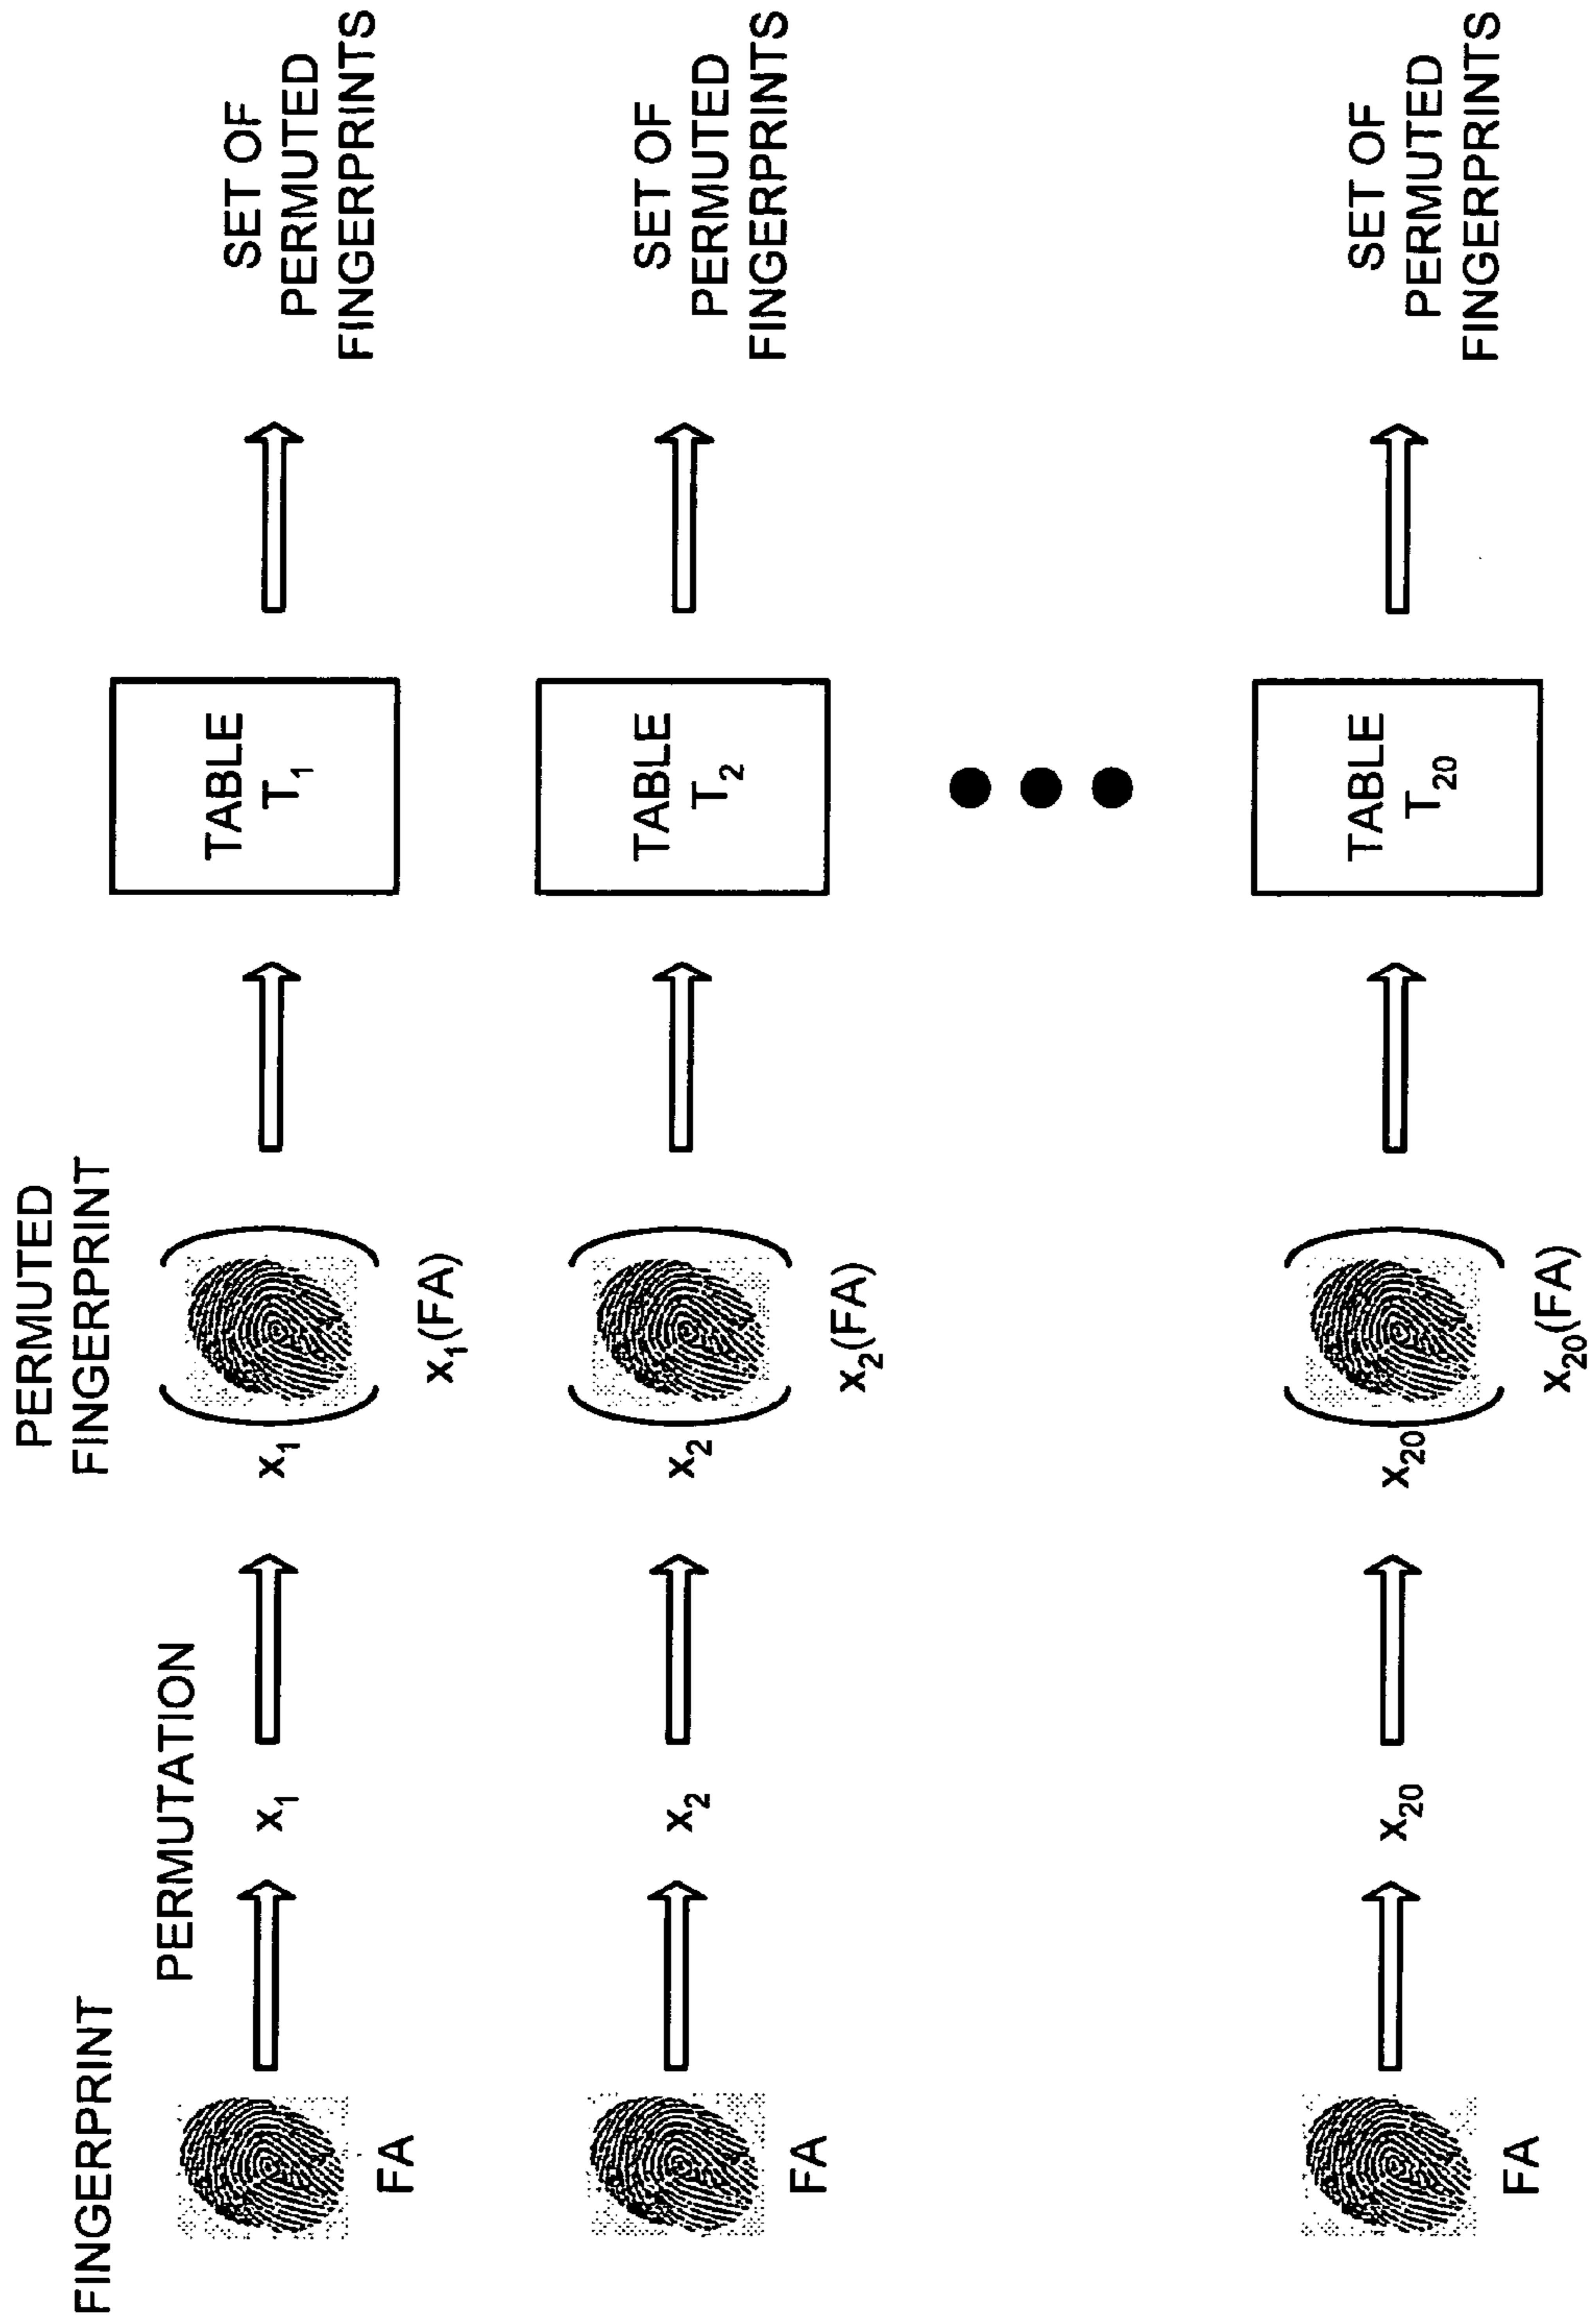 FINGERPRINT
PERMUTATION
PERMUTED
FINGERPRINT
FA
x1
x1
x1(FA)
TABLE
T1
SET OF
PERMUTED
FINGERPRINTS
FA
x2
x2
x2(FA)
TABLE
T2
SET OF
PERMUTED
FINGERPRINTS
FA
x20
x20
x20(FA)
TABLE
T20
SET OF
PERMUTED
FINGERPRINTS